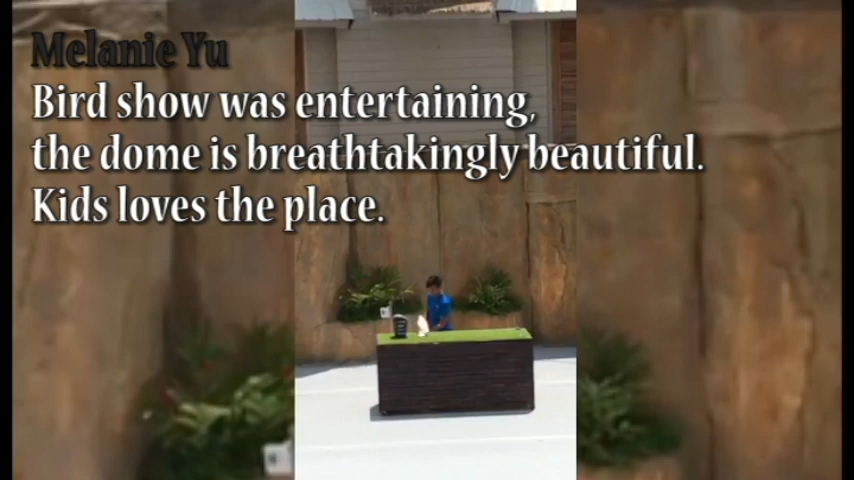 Melanie Yu
Bird show was entertaining,
the dome is breathtakingly beautiful.
Kids loves the place.